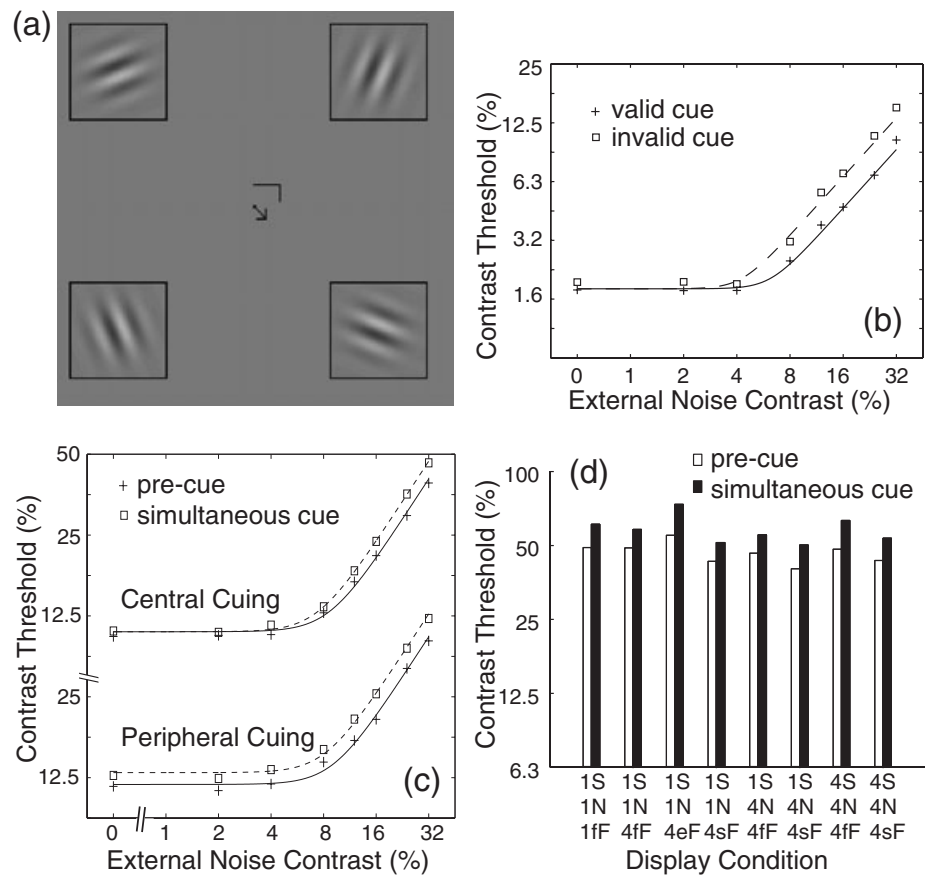 (a)
25
12.5
6.3
3.2
1.6
Contrast Threshold (%)
+ valid cue
□ invalid cue
(b)
0 1 2 4 8 16 32
External Noise Contrast (%)
50
25
12.5
25
12.5
Contrast Threshold (%)
+ pre-cue
□ simultaneous cue
Central Cuing
Peripheral Cuing
(c)
0 1 2 4 8 16 32
External Noise Contrast (%)
(d)
pre-cue
simultaneous cue
100
50
25
12.5
6.3
Contrast Threshold (%)
1S 1S 1S 1S 1S 1S 4S 4S
1N 1N 1N 1N 4N 4N 4N 4N
1fF 4fF 4eF 4sF 4fF 4sF 4fF 4sF
Display Condition